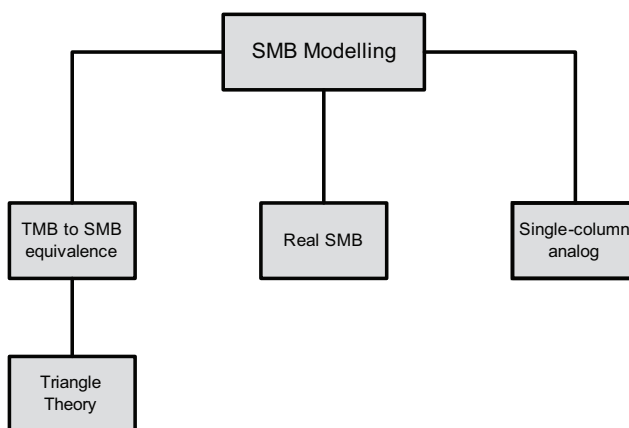 SMB Modelling
TMB to SMB
equivalence
Real SMB
Single-column
analog
Triangle
Theory